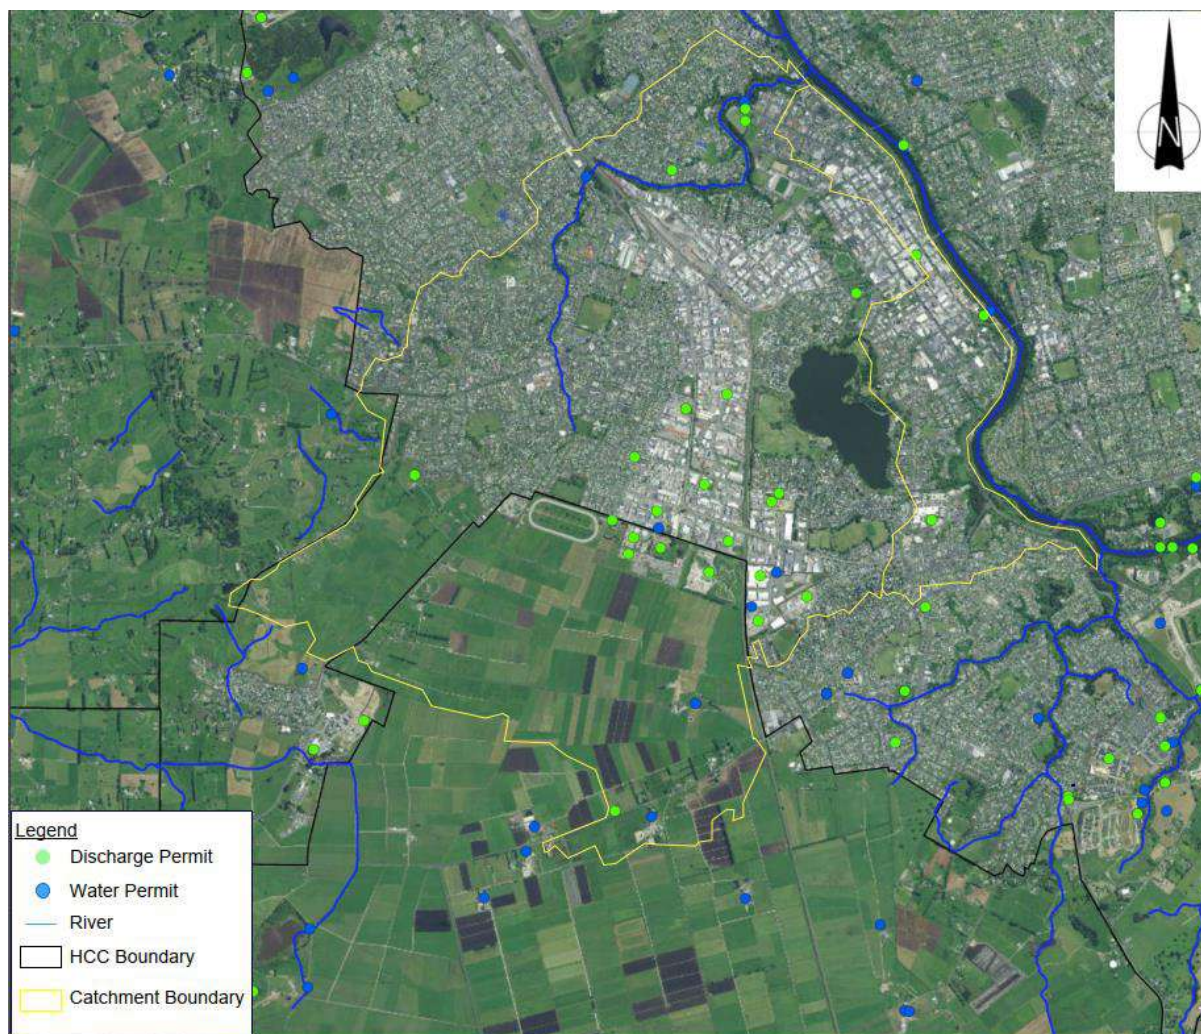 N
Legend
Discharge Permit
Water Permit
River
HCC Boundary
Catchment Boundary